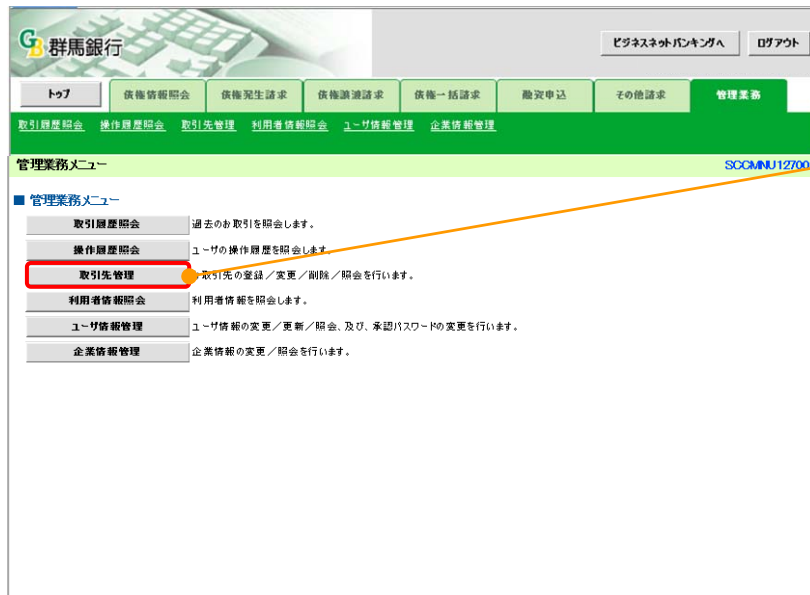 GB 群馬銀行
ビジネスネットバンキングへ ログアウト
トップ 債権情報照会 債権発生請求 債権譲渡請求 債権一括請求 融資申込 その他請求 管理業務
取引履歴照会 操作履歴照会 取引先管理 利用者情報照会 ユーザ情報管理 企業情報管理
管理業務メニュー SCCMNU12700
■ 管理業務メニュー
取引履歴照会 過去のお取引を照会します。
操作履歴照会 ユーザの操作履歴を照会します。
取引先管理 取引先の登録／変更／削除／照会を行います。
利用者情報照会 利用者情報を照会します。
ユーザ情報管理 ユーザ情報の変更／更新／照会、及び、承認パスワードの変更を行います。
企業情報管理 企業情報の変更／照会を行います。